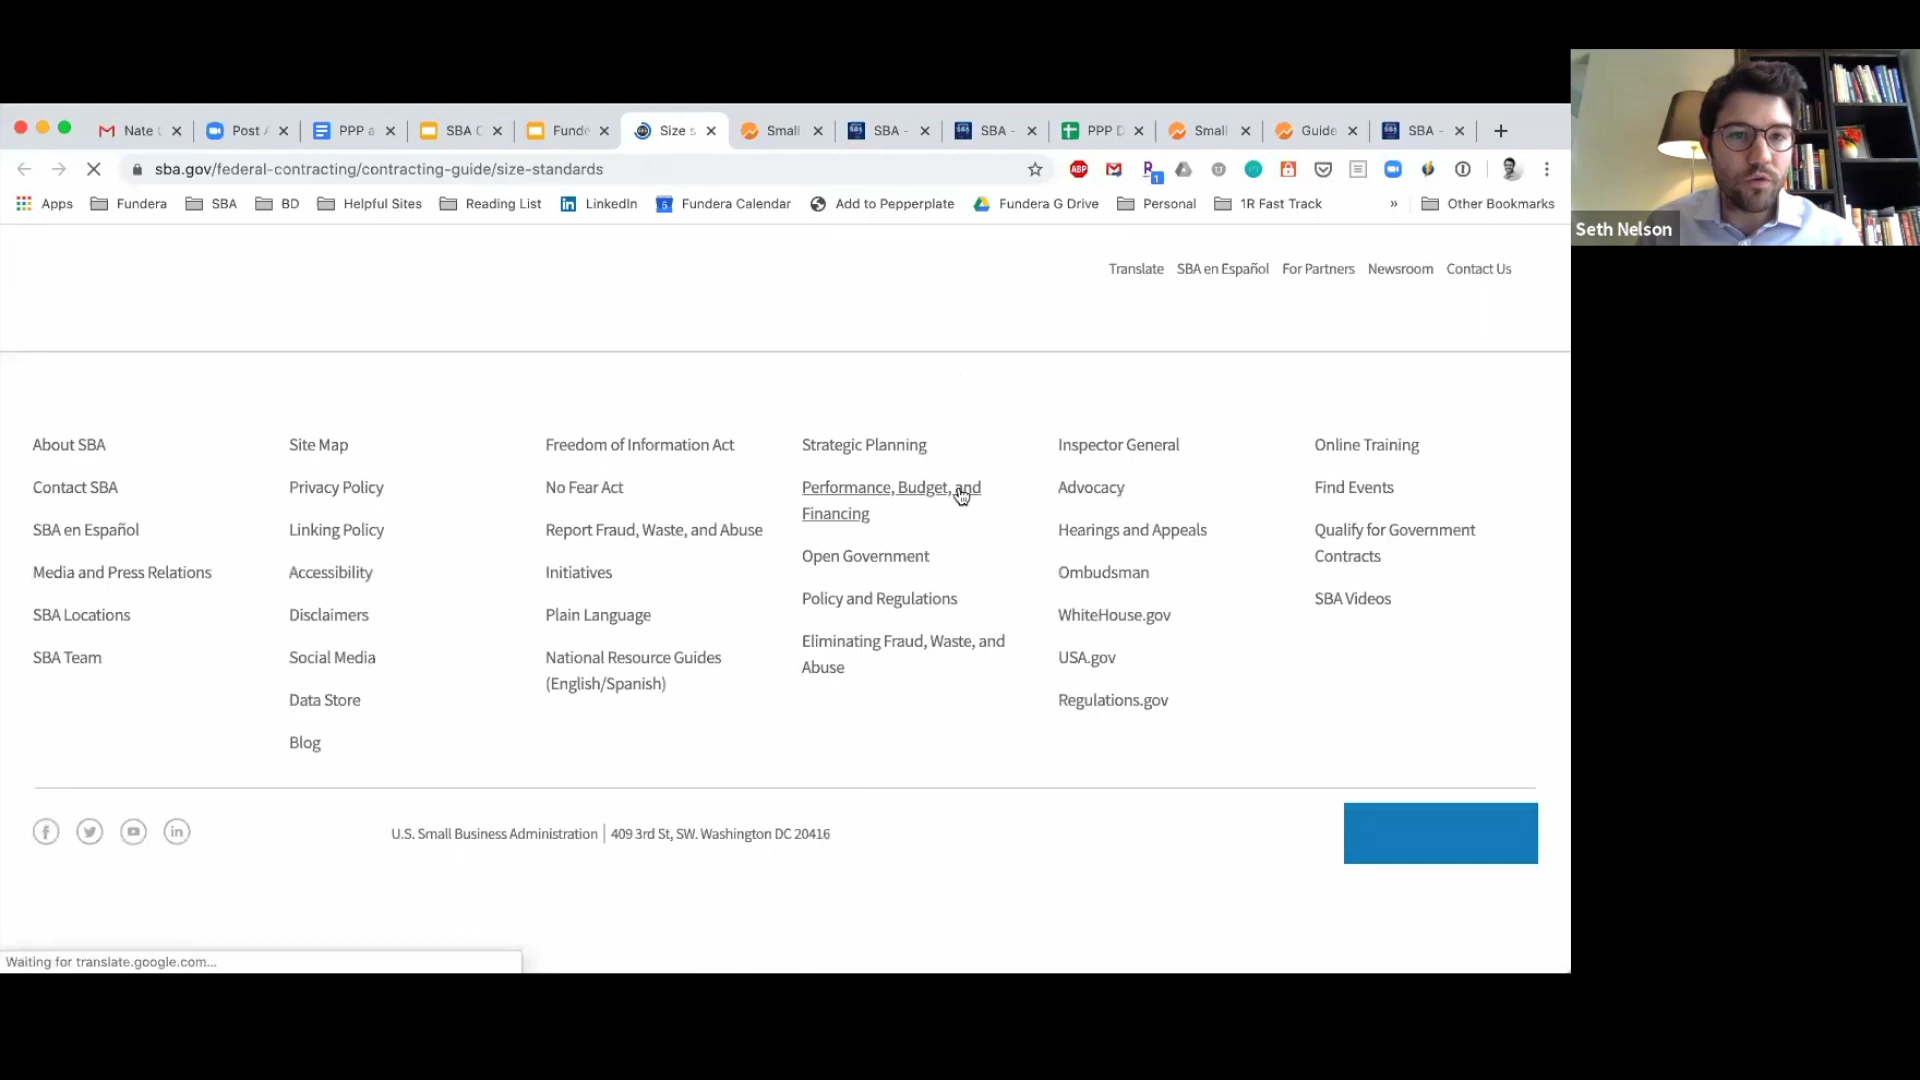 Nate
Post
PPP a
SBA
Funde
Size s
Small
SBA -
SBA -
PPP D
Small
Guide
SBA -
sba.gov/federal-contracting/contracting-guide/size-standards
ABP
1
Apps
Fundera
SBA
BD
Helpful Sites
Reading List
LinkedIn
5
Fundera Calendar
Add to Pepperplate
Fundera G Drive
Personal
1R Fast Track
»
Other Bookmarks
Seth Nelson
Translate SBA en Español For Partners Newsroom Contact Us
About SBA
Contact SBA
SBA en Español
Media and Press Relations
SBA Locations
SBA Team
Site Map
Privacy Policy
Linking Policy
Accessibility
Disclaimers
Social Media
Data Store
Blog
Freedom of Information Act
No Fear Act
Report Fraud, Waste, and Abuse
Initiatives
Plain Language
National Resource Guides
(English/Spanish)
Strategic Planning
Performance, Budget, and
Financing
Open Government
Policy and Regulations
Eliminating Fraud, Waste, and
Abuse
Inspector General
Advocacy
Hearings and Appeals
Ombudsman
WhiteHouse.gov
USA.gov
Regulations.gov
Online Training
Find Events
Qualify for Government
Contracts
SBA Videos
U.S. Small Business Administration | 409 3rd St, SW. Washington DC 20416
Waiting for translate.google.com...